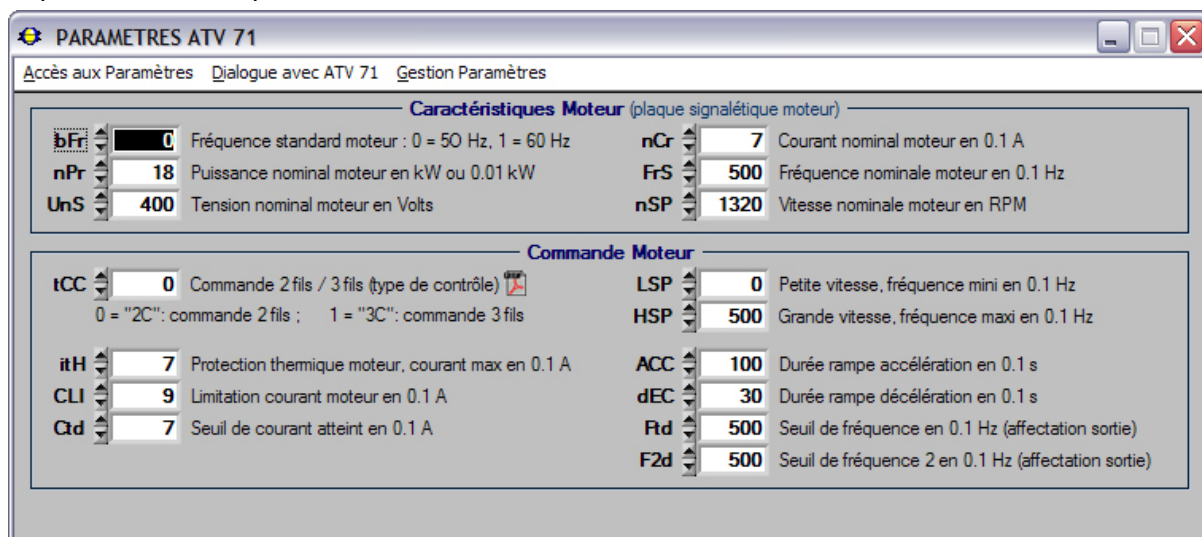 PARAMETRES ATV 71
Accès aux Paramètres Dialogue avec ATV 71 Gestion Paramètres
Caractéristiques Moteur (plaque signalétique moteur)
bFr 0 Fréquence standard moteur : 0 = 5O Hz, 1 = 60 Hz
nCr 7 Courant nominal moteur en 0.1 A
nPr 18 Puissance nominal moteur en kW ou 0.01 kW
FrS 500 Fréquence nominale moteur en 0.1 Hz
UnS 400 Tension nominal moteur en Volts
nSP 1320 Vitesse nominale moteur en RPM
Commande Moteur
tCC 0 Commande 2 fils / 3 fils (type de contrôle)
0 = "2C": commande 2 fils ; 1 = "3C": commande 3 fils
LSP 0 Petite vitesse, fréquence mini en 0.1 Hz
HSP 500 Grande vitesse, fréquence maxi en 0.1 Hz
itH 7 Protection thermique moteur, courant max en 0.1 A
CLI 9 Limitation courant moteur en 0.1 A
Ctd 7 Seuil de courant atteint en 0.1 A
ACC 100 Durée rampe accélération en 0.1 s
dEC 30 Durée rampe décélération en 0.1 s
Ftd 500 Seuil de fréquence en 0.1 Hz (affectation sortie)
F2d 500 Seuil de fréquence 2 en 0.1 Hz (affectation sortie)